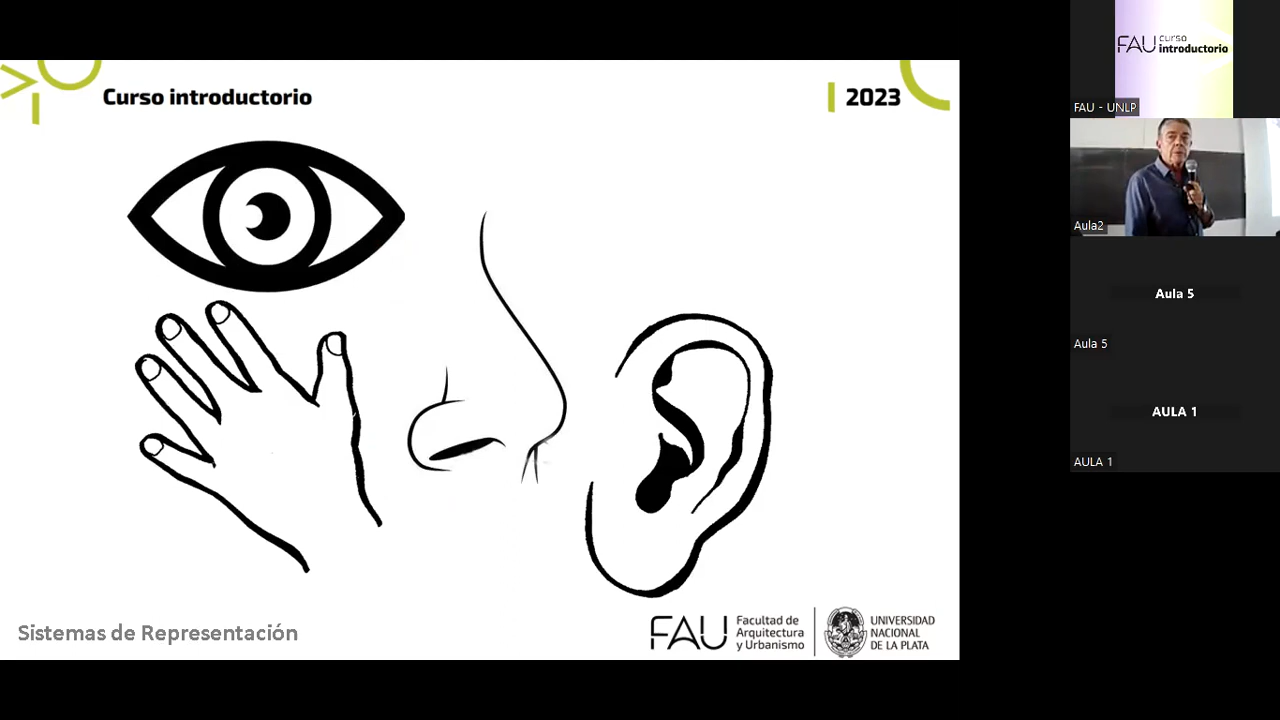 Curso introductorio
2023
Sistemas de Representación
FAU
Facultad de
Arquitectura
y Urbanismo
UNIVERSIDAD
NACIONAL
DE LA PLATA
FAU curso
introductorio
FAU - UNLP
Aula2
Aula 5
Aula 5
AULA 1
AULA 1